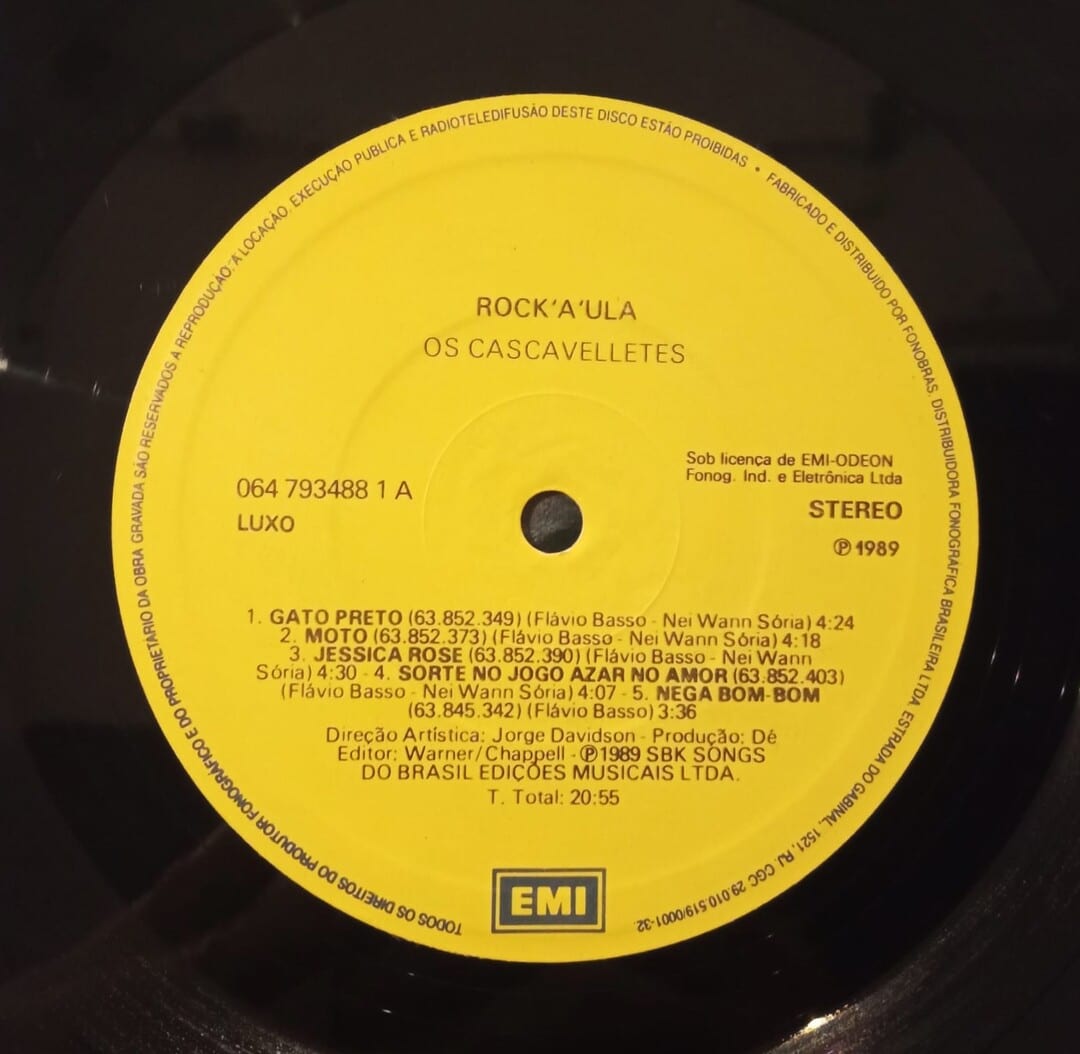 TODOS OS DIREITOS DO PRODUTOR FONOGRÁFICO E DO PROPRIETÁRIO DA OBRA GRAVADA SÃO RESERVADOS A REPRODUÇÃO, A LOCAÇÃO, EXECUÇÃO PUBLICA E RADIOTELEDIFUSÃO DESTE DISCO ESTÃO PROIBIDAS • FABRICADO E DISTRIBUIDO POR FONOBRAS, DISTRIBUIDORA FONOGRÁFICA BRASILEIRA LTDA. ESTRADA DO GABINAL, 1521, RJ, CGC 29.010.519/0001-32.
ROCK'A'ULA
OS CASCAVELLETES
Sob licença de EMI-ODEON
Fonog. Ind. e Eletrônica Ltda
064 793488 1 A
LUXO
STEREO
Ⓟ 1989
1. GATO PRETO (63.852.349) (Flávio Basso - Nei Wann Sória) 4:24
2. MOTO (63.852.373) (Flávio Basso - Nei Wann Sória) 4:18
3. JESSICA ROSE (63.852.390) (Flávio Basso - Nei Wann
Sória) 4:30 - 4. SORTE NO JOGO AZAR NO AMOR (63.852.403)
(Flávio Basso - Nei Wann Sória) 4:07 - 5. NEGA BOM-BOM
(63.845.342) (Flávio Basso) 3:36
Direção Artística: Jorge Davidson - Produção: Dé
Editor: Warner/Chappell - Ⓟ1989 SBK SONGS
DO BRASIL EDIÇÕES MUSICAIS LTDA.
T. Total: 20:55
EMI